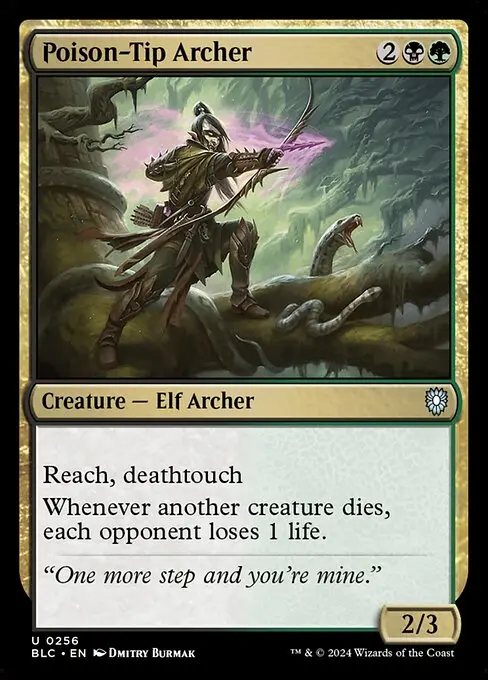 Poison-Tip Archer 2
Creature — Elf Archer
Reach, deathtouch
Whenever another creature dies,
each opponent loses 1 life.
“One more step and you’re mine.”
2/3
U 0256
BLC • EN Dmitry Burmak ™ & © 2024 Wizards of the Coast